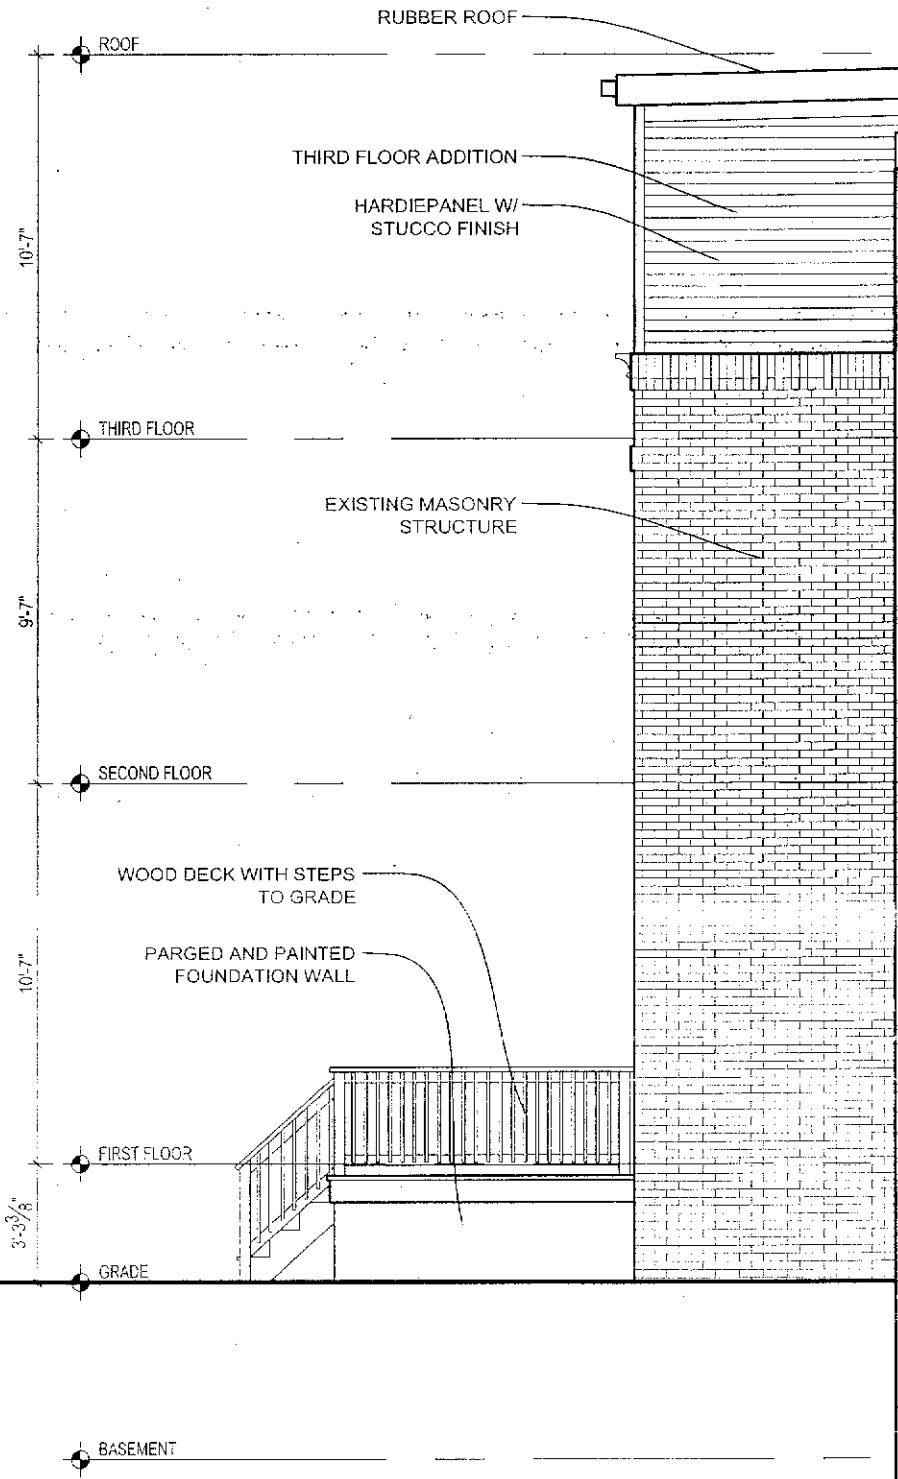 RUBBER ROOF
ROOF
THIRD FLOOR ADDITION
HARDIEPANEL W/
STUCCO FINISH
10'-7"
THIRD FLOOR
EXISTING MASONRY
STRUCTURE
9'-7"
SECOND FLOOR
WOOD DECK WITH STEPS
TO GRADE
PARGED AND PAINTED
FOUNDATION WALL
10'-7"
FIRST FLOOR
3'-3 3/8"
GRADE
BASEMENT